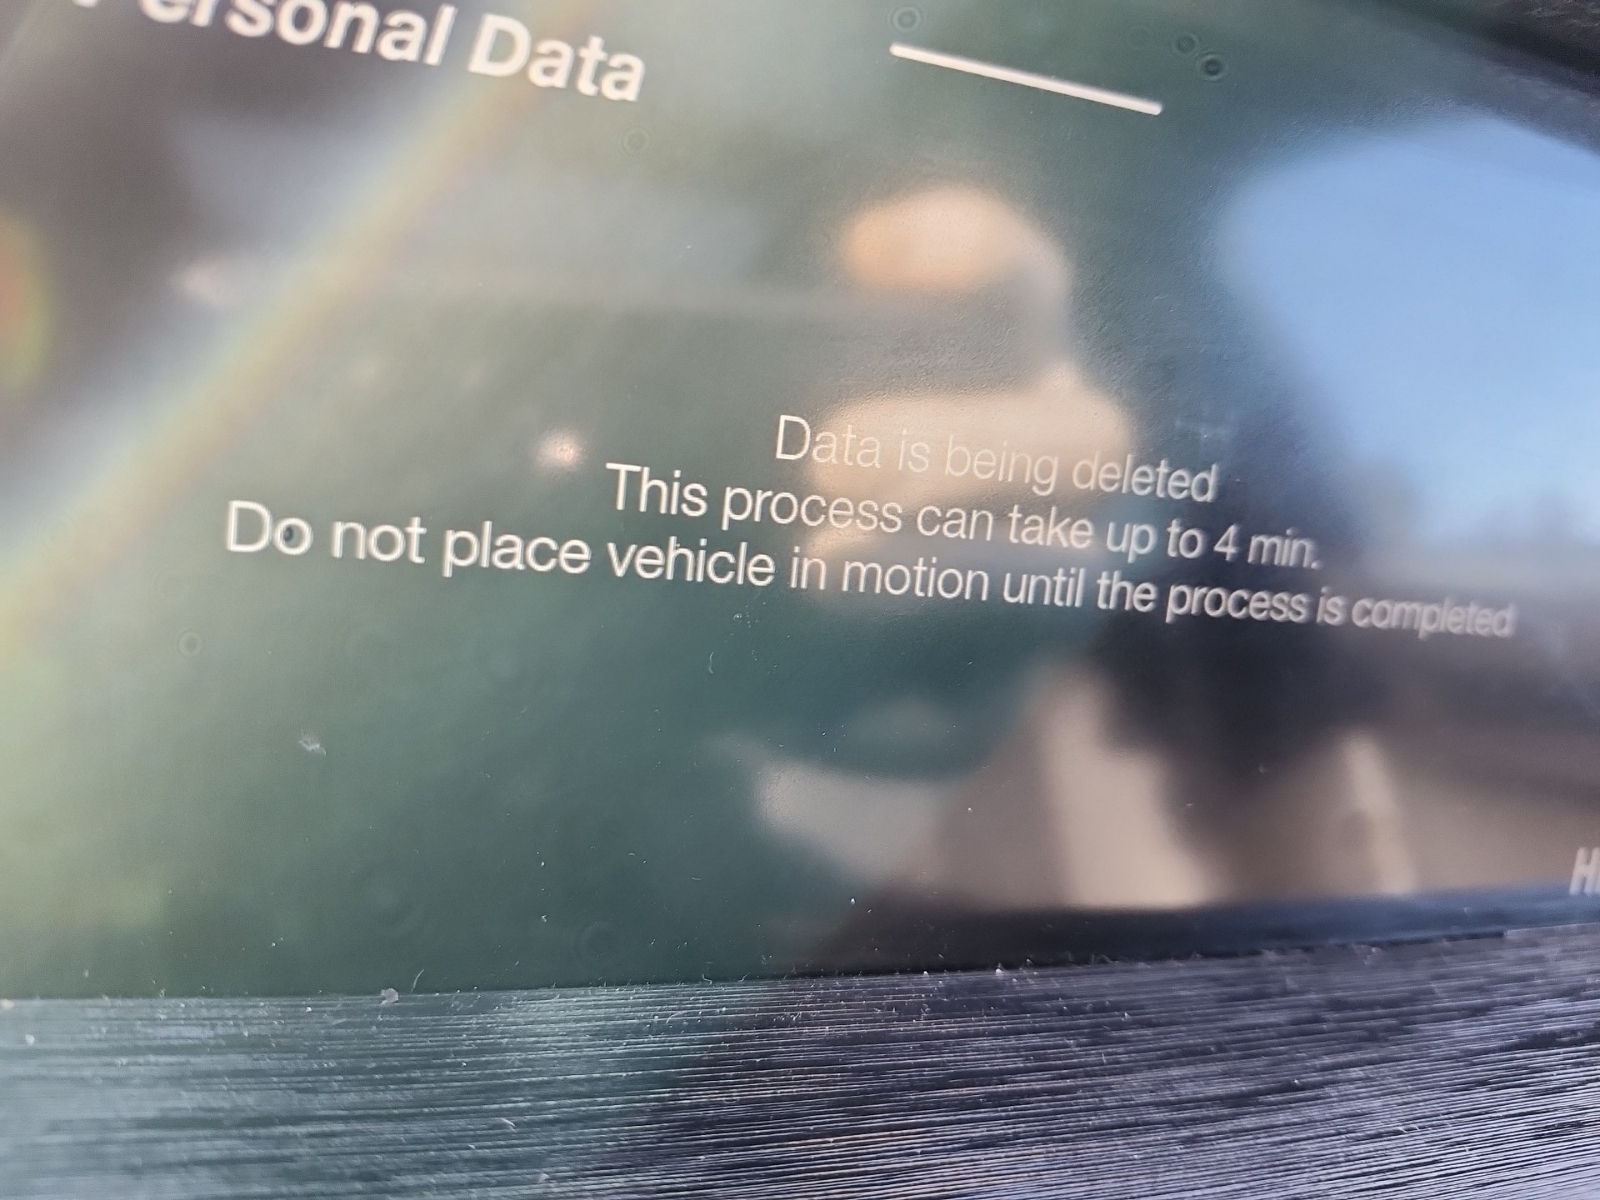 Personal Data
Data is being deleted
This process can take up to 4 min.
Do not place vehicle in motion until the process is completed